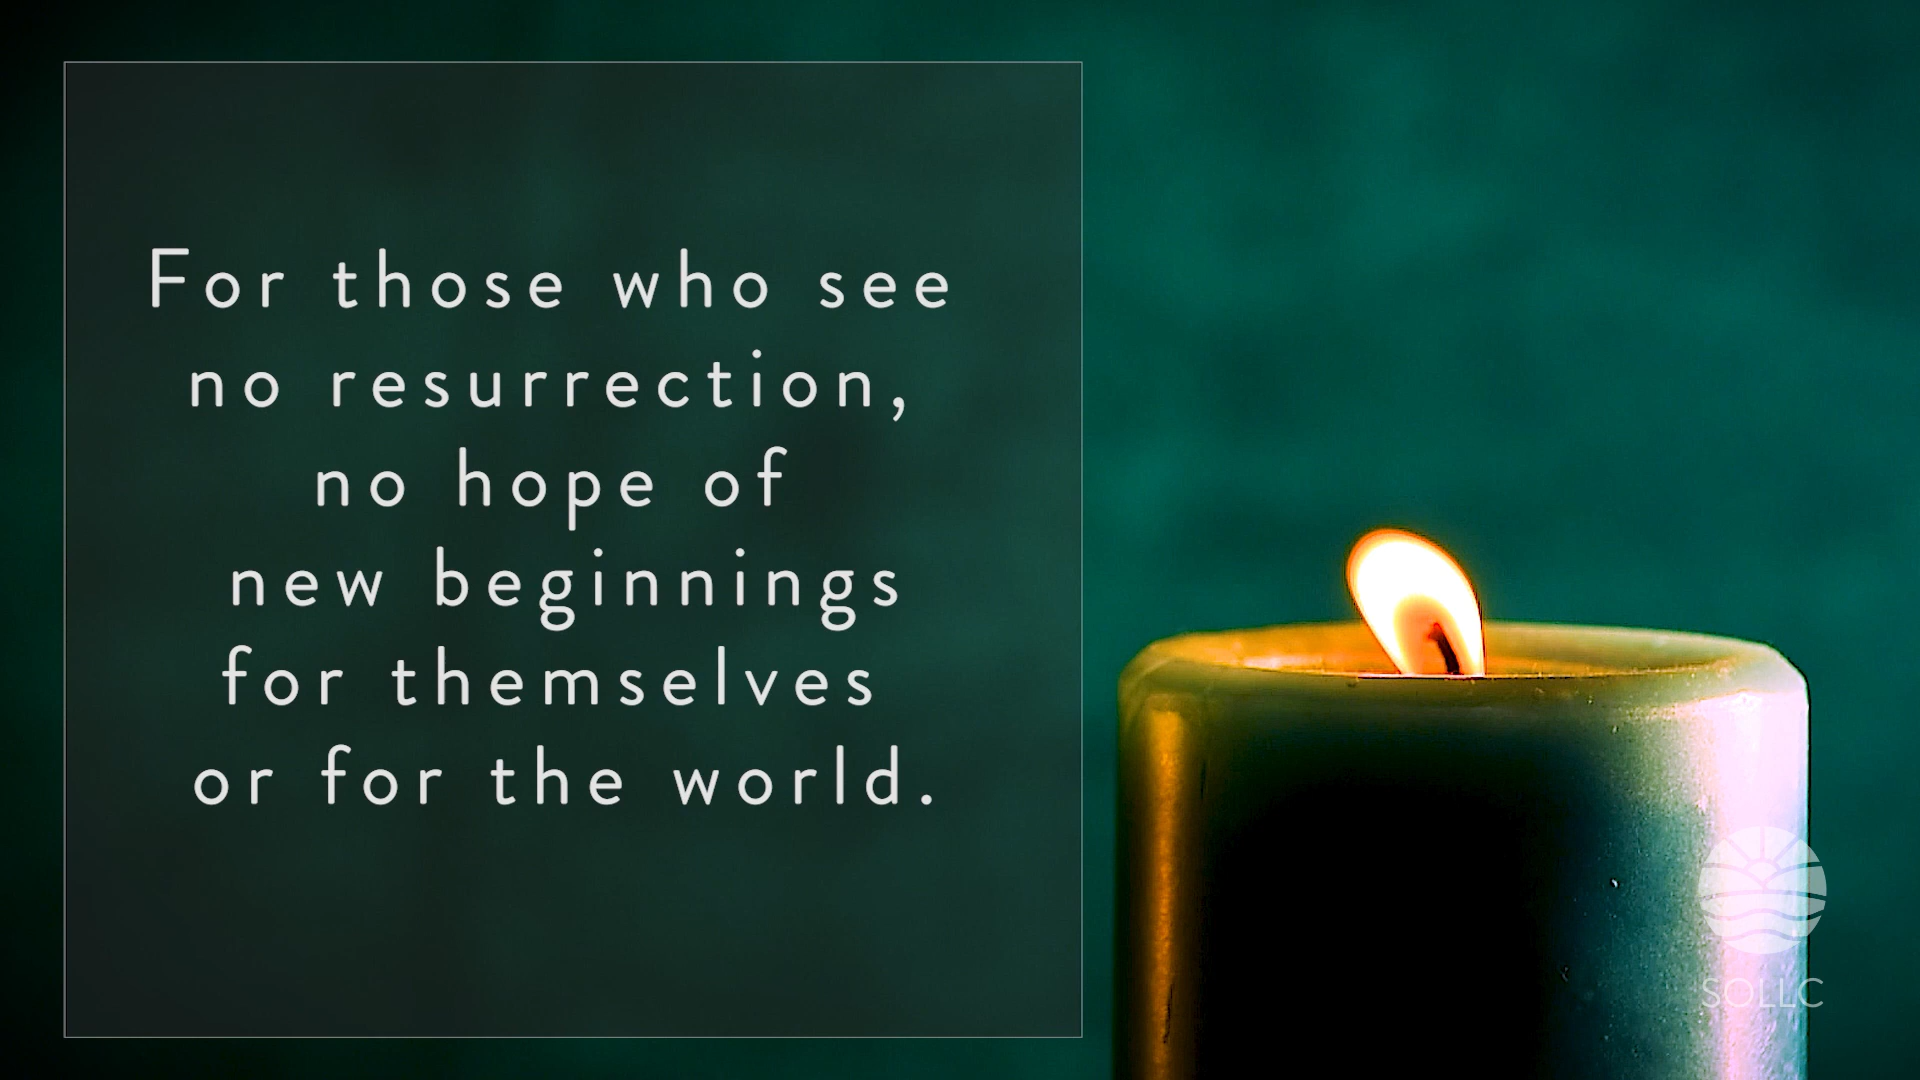 For those who see
no resurrection,
no hope of
new beginnings
for themselves
or for the world.
SOLLC